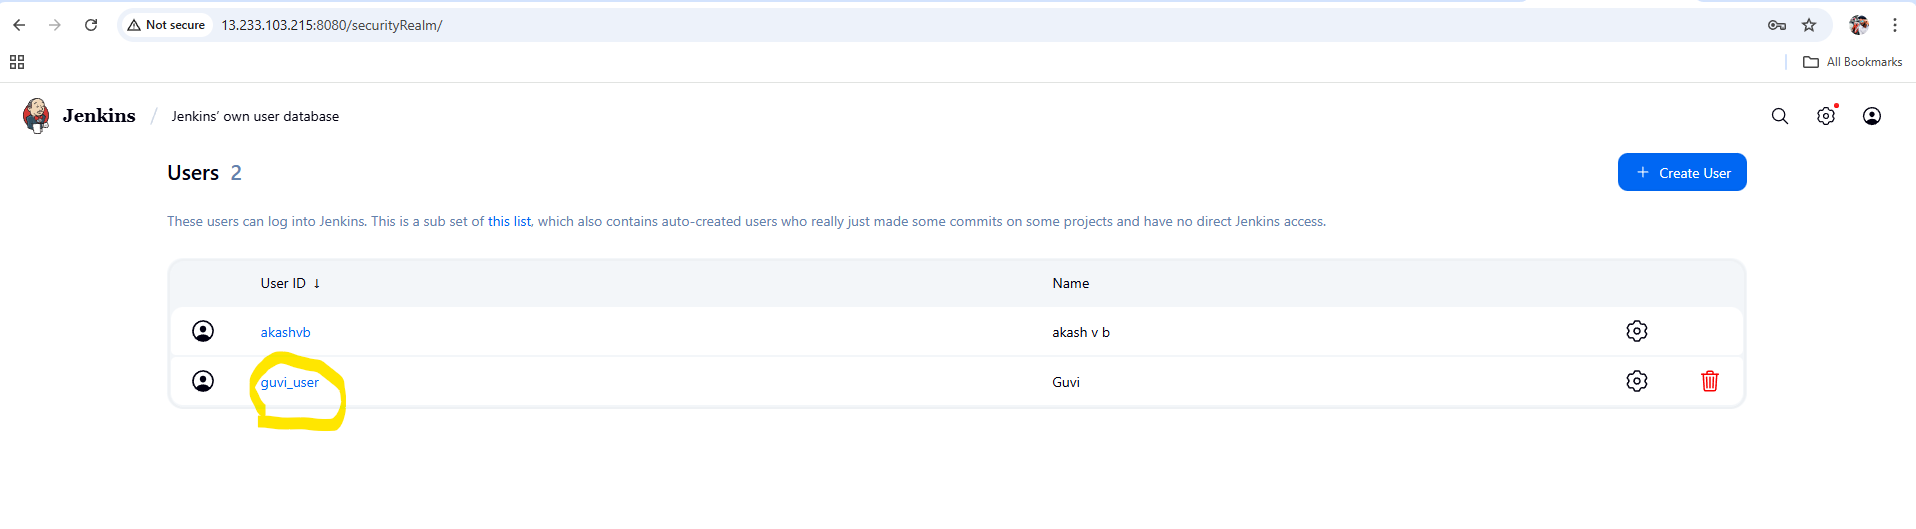 Not secure 13.233.103.215:8080/securityRealm/
All Bookmarks
Jenkins / Jenkins’ own user database
Users 2
+ Create User
These users can log into Jenkins. This is a sub set of this list, which also contains auto-created users who really just made some commits on some projects and have no direct Jenkins access.
User ID ↓ Name
akashvb akash v b
guvi_user Guvi